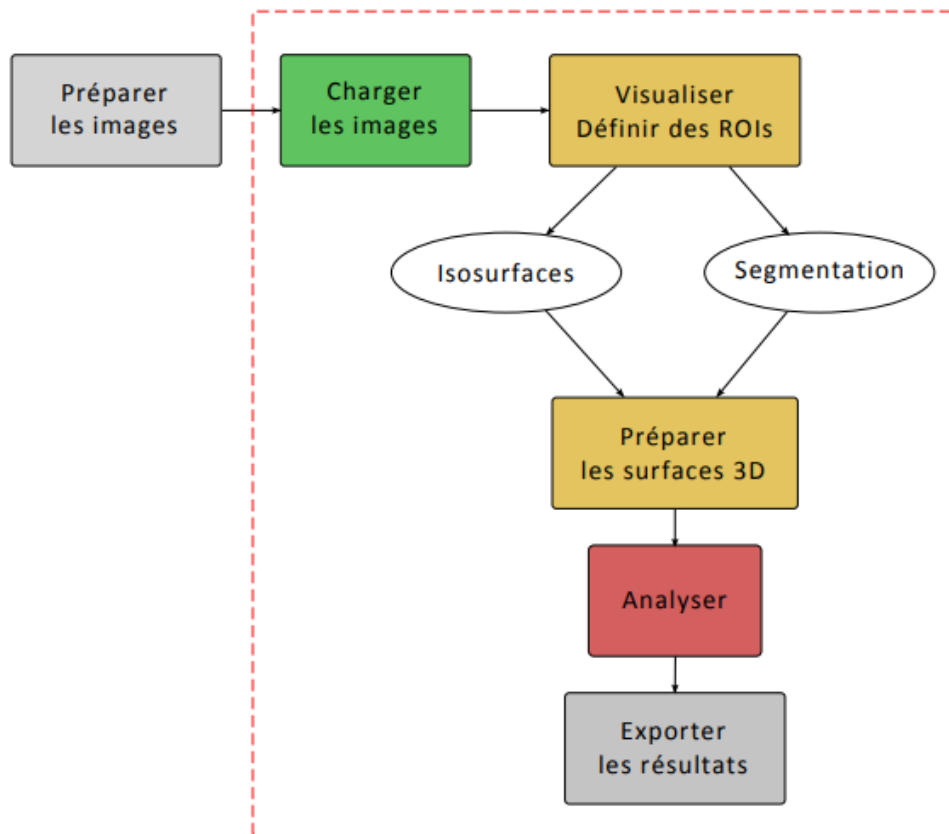 Préparer
les images
Charger
les images
Visualiser
Définir des ROIs
Isosurfaces
Segmentation
Préparer
les surfaces 3D
Analyser
Exporter
les résultats